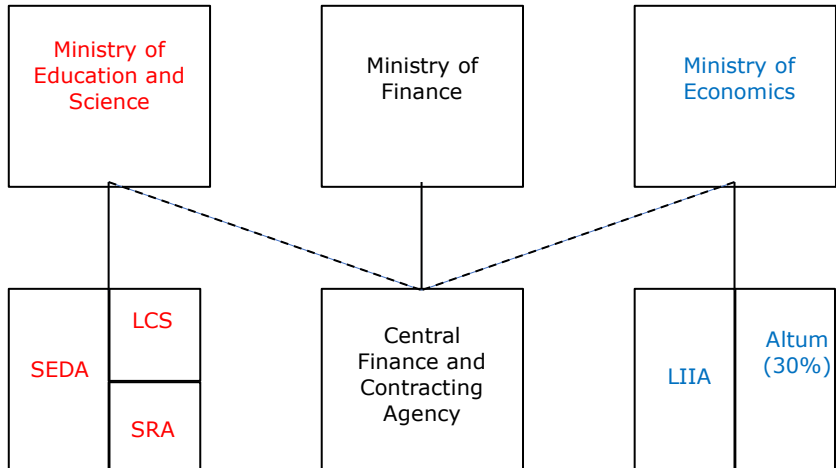 Ministry of
Education and
Science
Ministry of
Finance
Ministry of
Economics
SEDA
LCS
SRA
Central
Finance and
Contracting
Agency
LIIA
Altum
(30%)